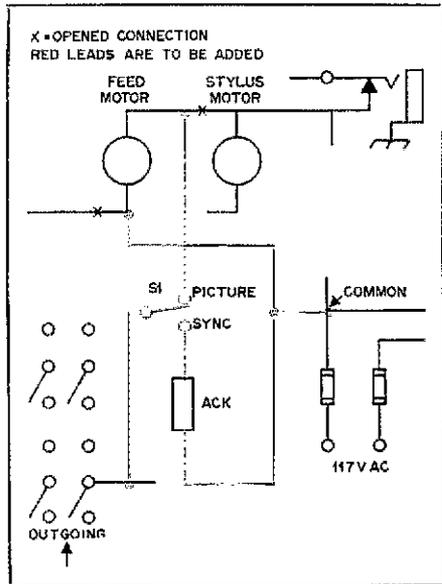 X = OPENED CONNECTION
RED LEADS ARE TO BE ADDED
FEED MOTOR
STYLUS MOTOR
S1
PICTURE
COMMON
SYNC
ACK
117V AC
OUTGOING